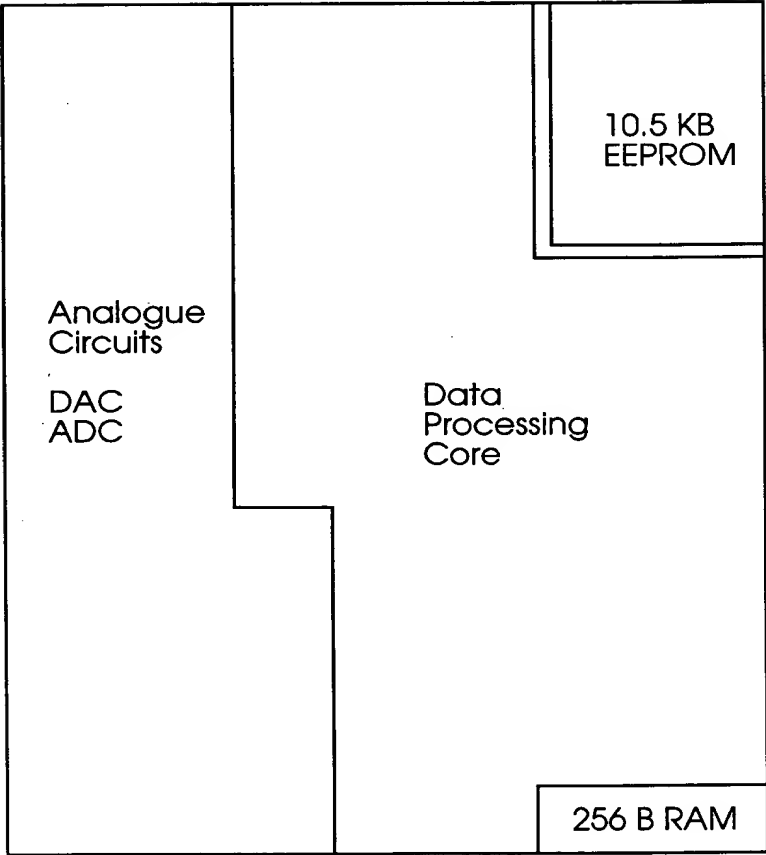 10.5 KB
EEPROM
Analogue
Circuits
DAC
ADC
Data
Processing
Core
256 B RAM